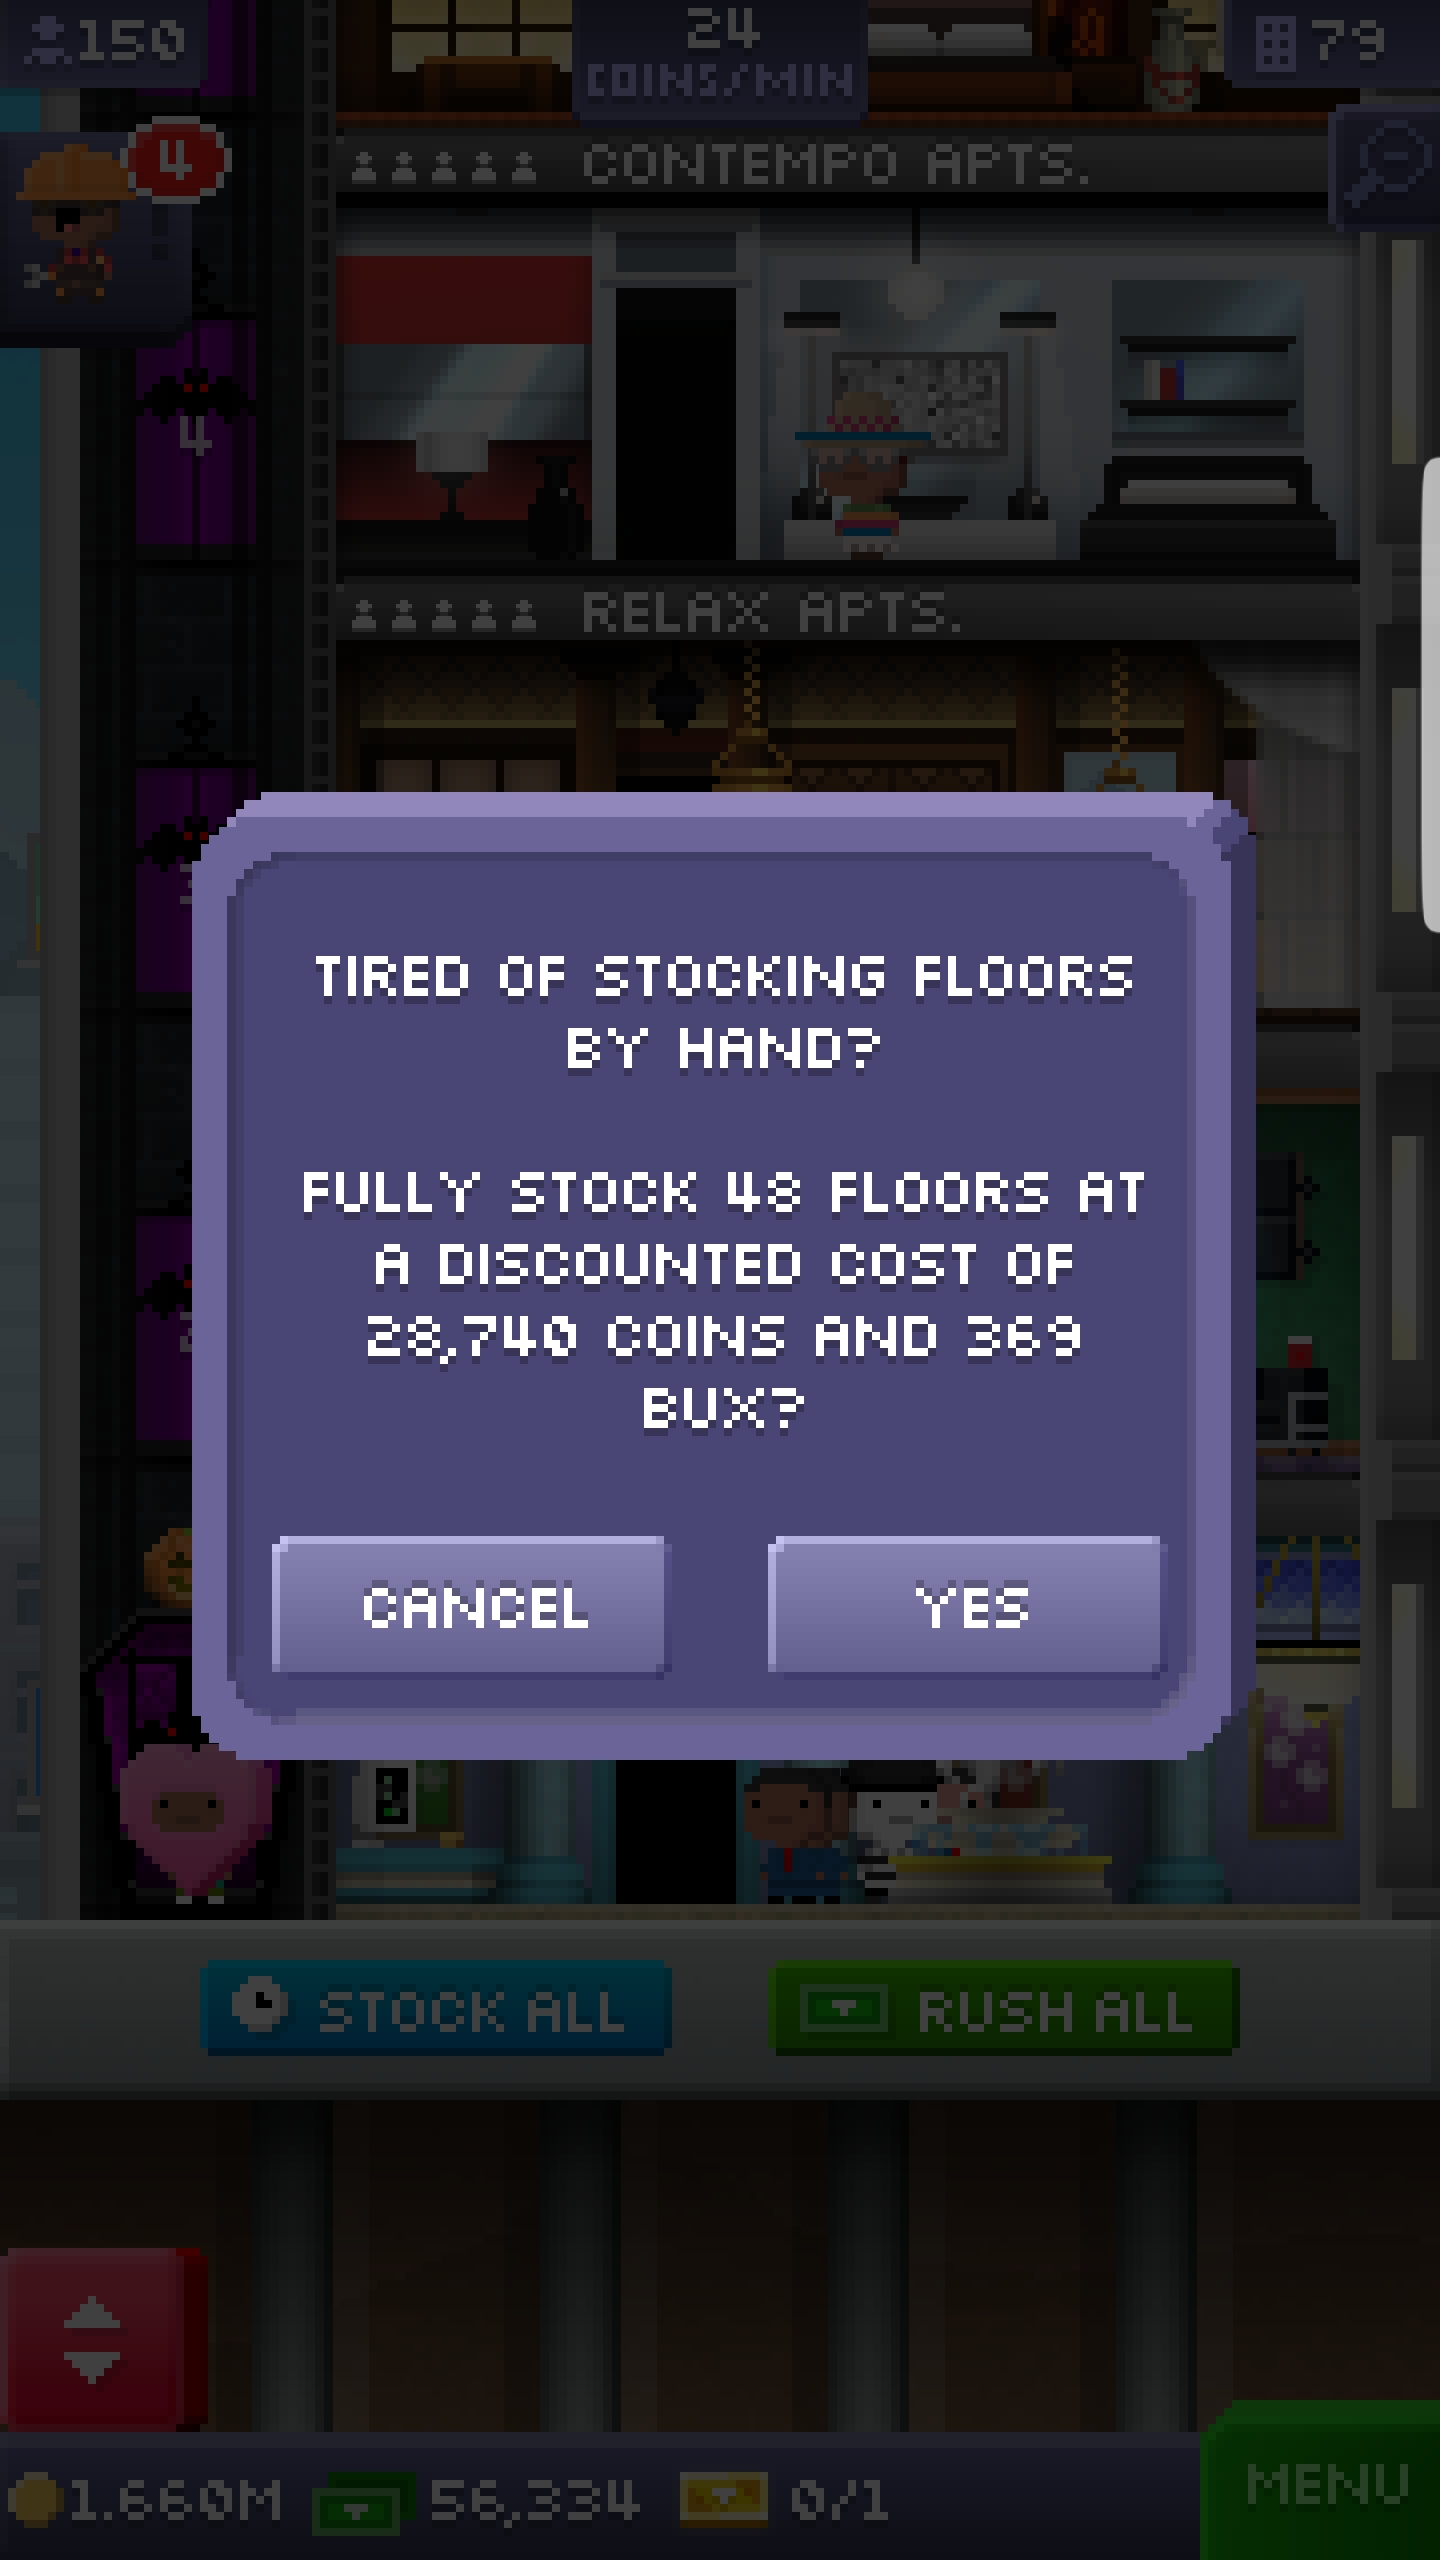 150
24
COINS/MIN
79
4
CONTEMPO APTS.
4
RELAX APTS.
TIRED OF STOCKING FLOORS
BY HAND?
FULLY STOCK 48 FLOORS AT
A DISCOUNTED COST OF
28,740 COINS AND 369
BUX?
CANCEL
YES
STOCK ALL
RUSH ALL
1.660M
56,334
0/1
MENU